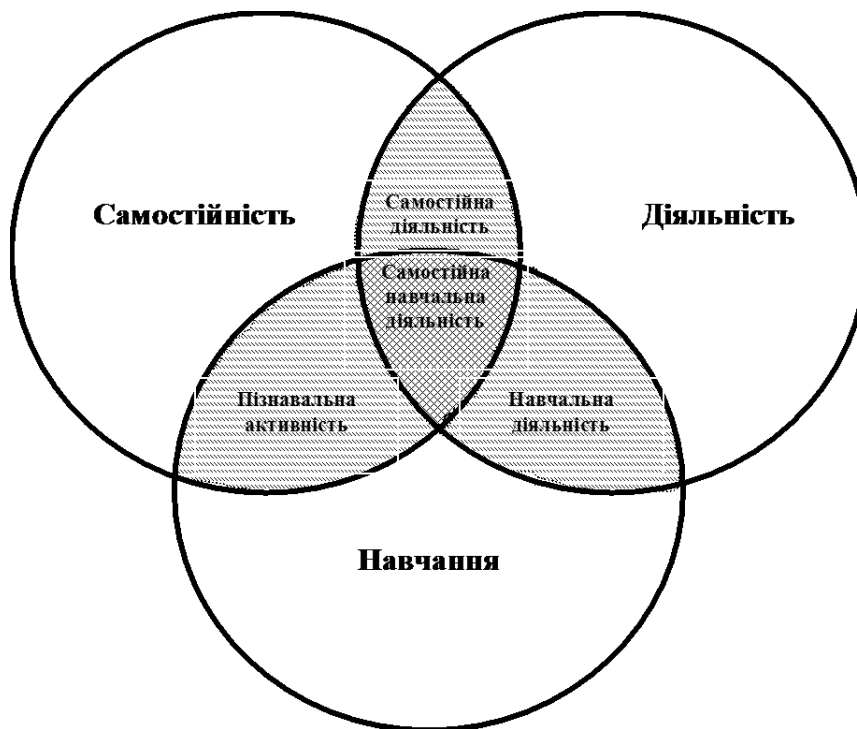 Самостійність
Самостійна
діяльність
Діяльність
Самостійна
навчальна
діяльність
Пізнавальна
активність
Навчальна
діяльність
Навчання